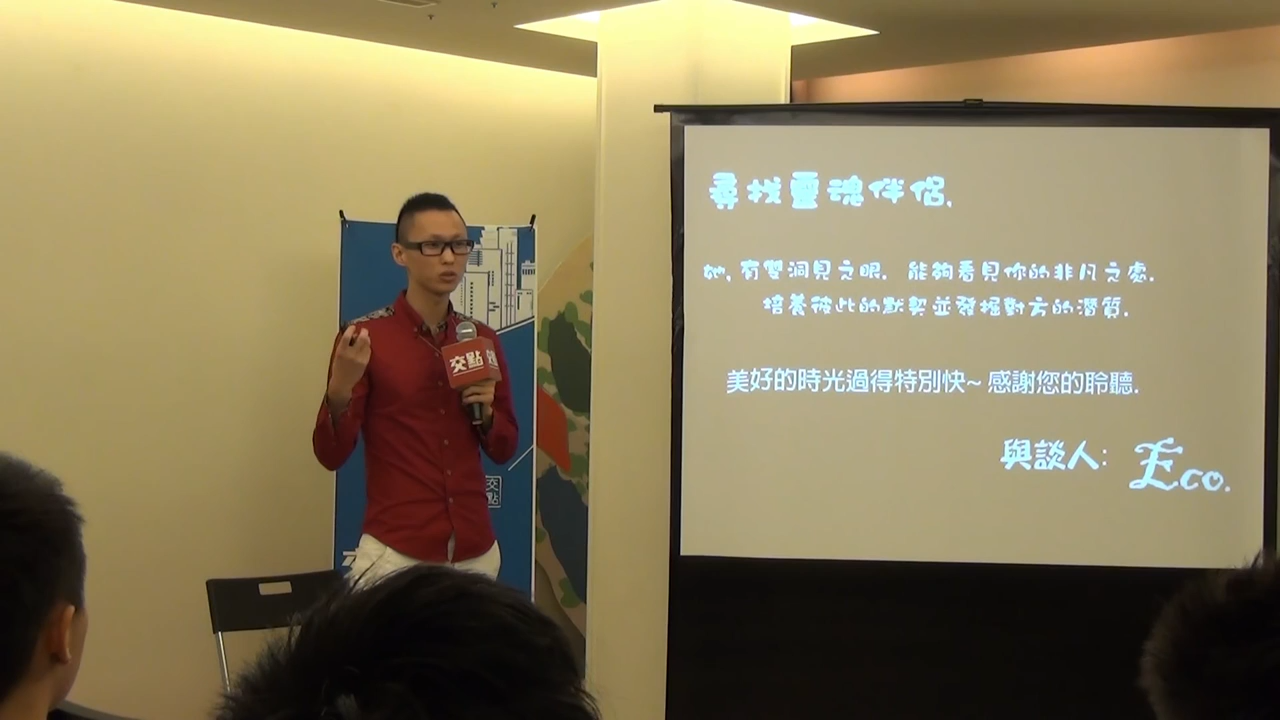 尋找靈魂伴侶.
她,有雙洞見之眼. 能夠看見你的非凡之處.
培養彼此的默契並發掘對方的潛質.
美好的時光過得特別快~ 感謝您的聆聽.
與談人: Eco.
交點
交點